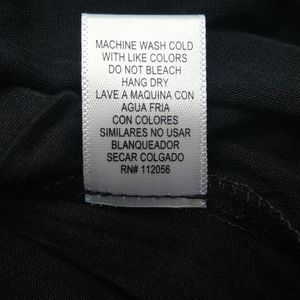 MACHINE WASH COLD
WITH LIKE COLORS
DO NOT BLEACH
HANG DRY
LAVE A MAQUINA CON
AGUA FRIA
CON COLORES
SIMILARES NO USAR
BLANQUEADOR
SECAR COLGADO
RN# 112056